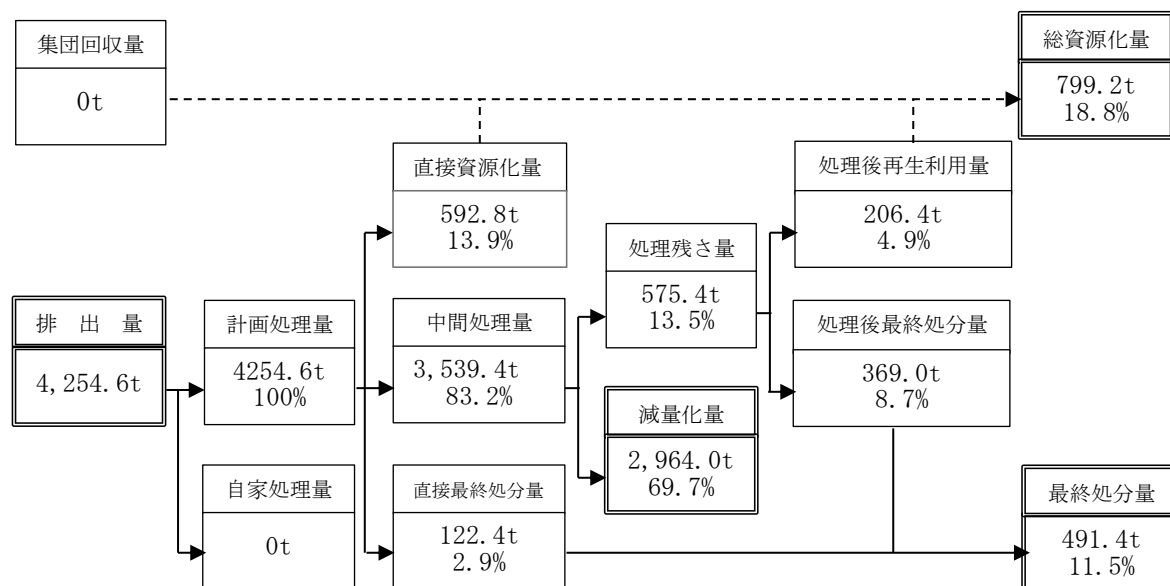 集団回収量
0t
総資源化量
799.2t
18.8%
直接資源化量
592.8t
13.9%
処理後再生利用量
206.4t
4.9%
処理残さ量
575.4t
13.5%
排 出 量
4,254.6t
計画処理量
4254.6t
100%
中間処理量
3,539.4t
83.2%
処理後最終処分量
369.0t
8.7%
減量化量
2,964.0t
69.7%
自家処理量
0t
直接最終処分量
122.4t
2.9%
最終処分量
491.4t
11.5%